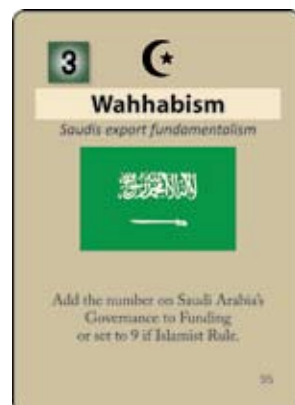 3
Wahhabism
Saudis export fundamentalism
Add the number on Saudi Arabia's
Governance to Funding
or set to 9 if Islamist Rule.